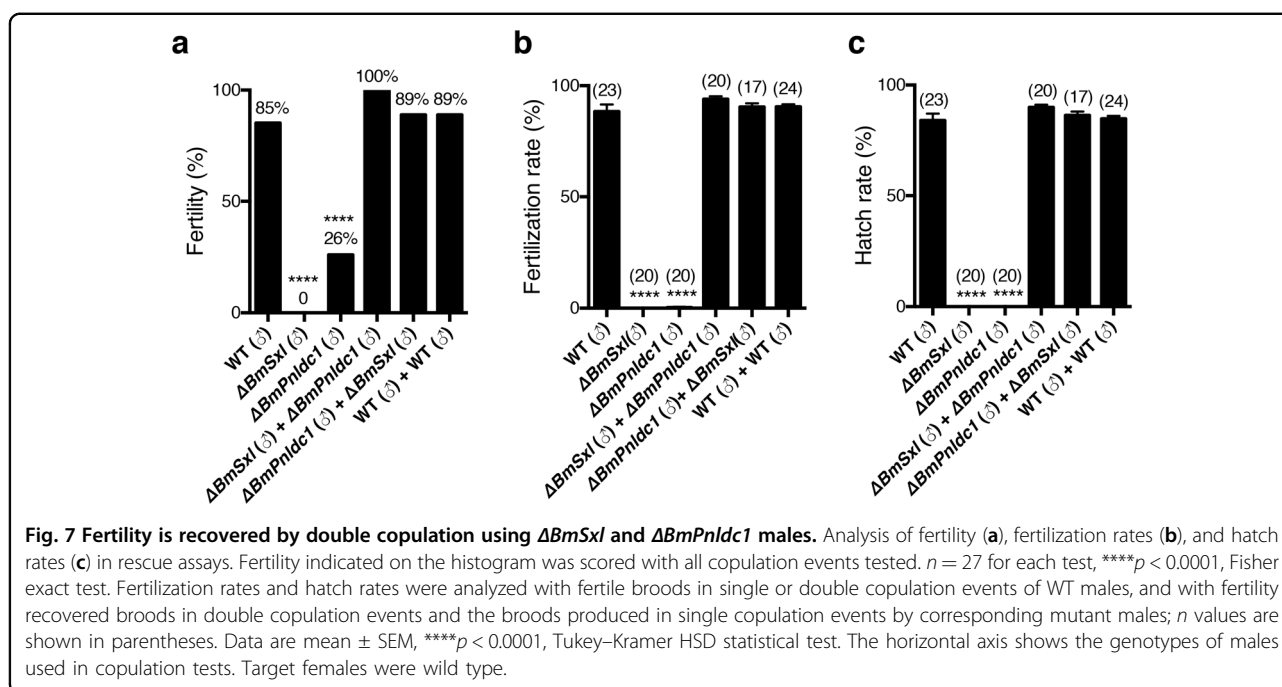 a
100
50
0
Fertility (%)
85%
****
0
****
26%
100%
89%
89%
WT (♂)
ΔBmSxl (♂)
ΔBmPnldc1 (♂)
ΔBmSxl (♂) + ΔBmPnldc1 (♂)
ΔBmPnldc1 (♂) + ΔBmSxl (♂)
WT (♂) + WT (♂)
b
100
50
0
Fertilization rate (%)
(23)
(20)
****
(20)
****
(20)
(17)
(24)
WT (♂)
ΔBmSxl(♂)
ΔBmPnldc1 (♂)
ΔBmSxl (♂) + ΔBmPnldc1 (♂)
ΔBmPnldc1 (♂)+ ΔBmSxl(♂)
WT (♂) + WT (♂)
c
100
50
0
Hatch rate (%)
(23)
(20)
****
(20)
****
(20)
(17)
(24)
WT (♂)
ΔBmSxl (♂)
ΔBmPnldc1 (♂)
ΔBmSxl (♂) + ΔBmPnldc1 (♂)
ΔBmPnldc1 (♂) + ΔBmSxl (♂)
WT (♂) + WT (♂)
Fig. 7 Fertility is recovered by double copulation using ΔBmSxl and ΔBmPnldc1 males. Analysis of fertility (a), fertilization rates (b), and hatch
rates (c) in rescue assays. Fertility indicated on the histogram was scored with all copulation events tested. n = 27 for each test, ****p < 0.0001, Fisher
exact test. Fertilization rates and hatch rates were analyzed with fertile broods in single or double copulation events of WT males, and with fertility
recovered broods in double copulation events and the broods produced in single copulation events by corresponding mutant males; n values are
shown in parentheses. Data are mean ± SEM, ****p < 0.0001, Tukey–Kramer HSD statistical test. The horizontal axis shows the genotypes of males
used in copulation tests. Target females were wild type.